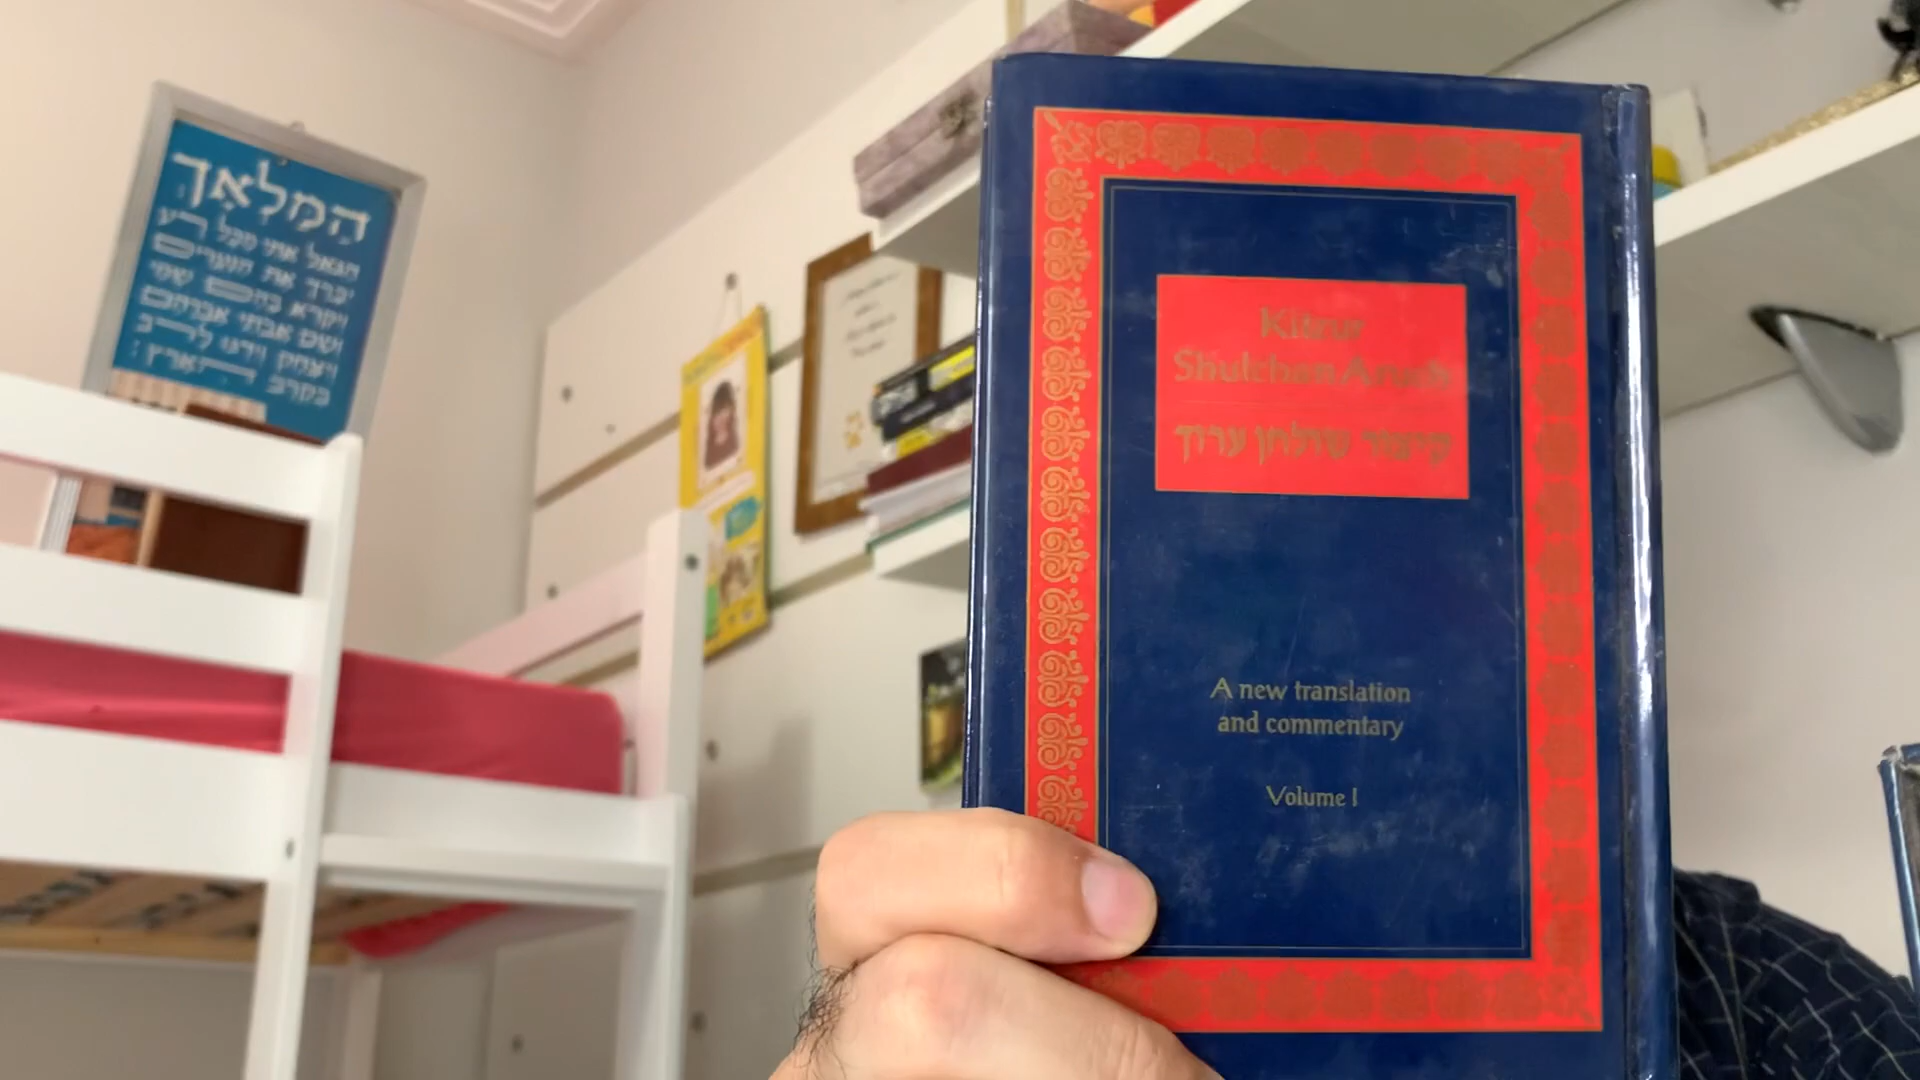 הַמַּלְאָךְ
הגאל אתי מכל רע
יברך את הנערים
ויקרא בהם שמי
ושם אבתי אברהם
ויצחק וידגו לרב
בקרב הארץ:
Kitzur
Shulchan Aruch
קיצור שולחן ערוך
A new translation
and commentary
Volume I